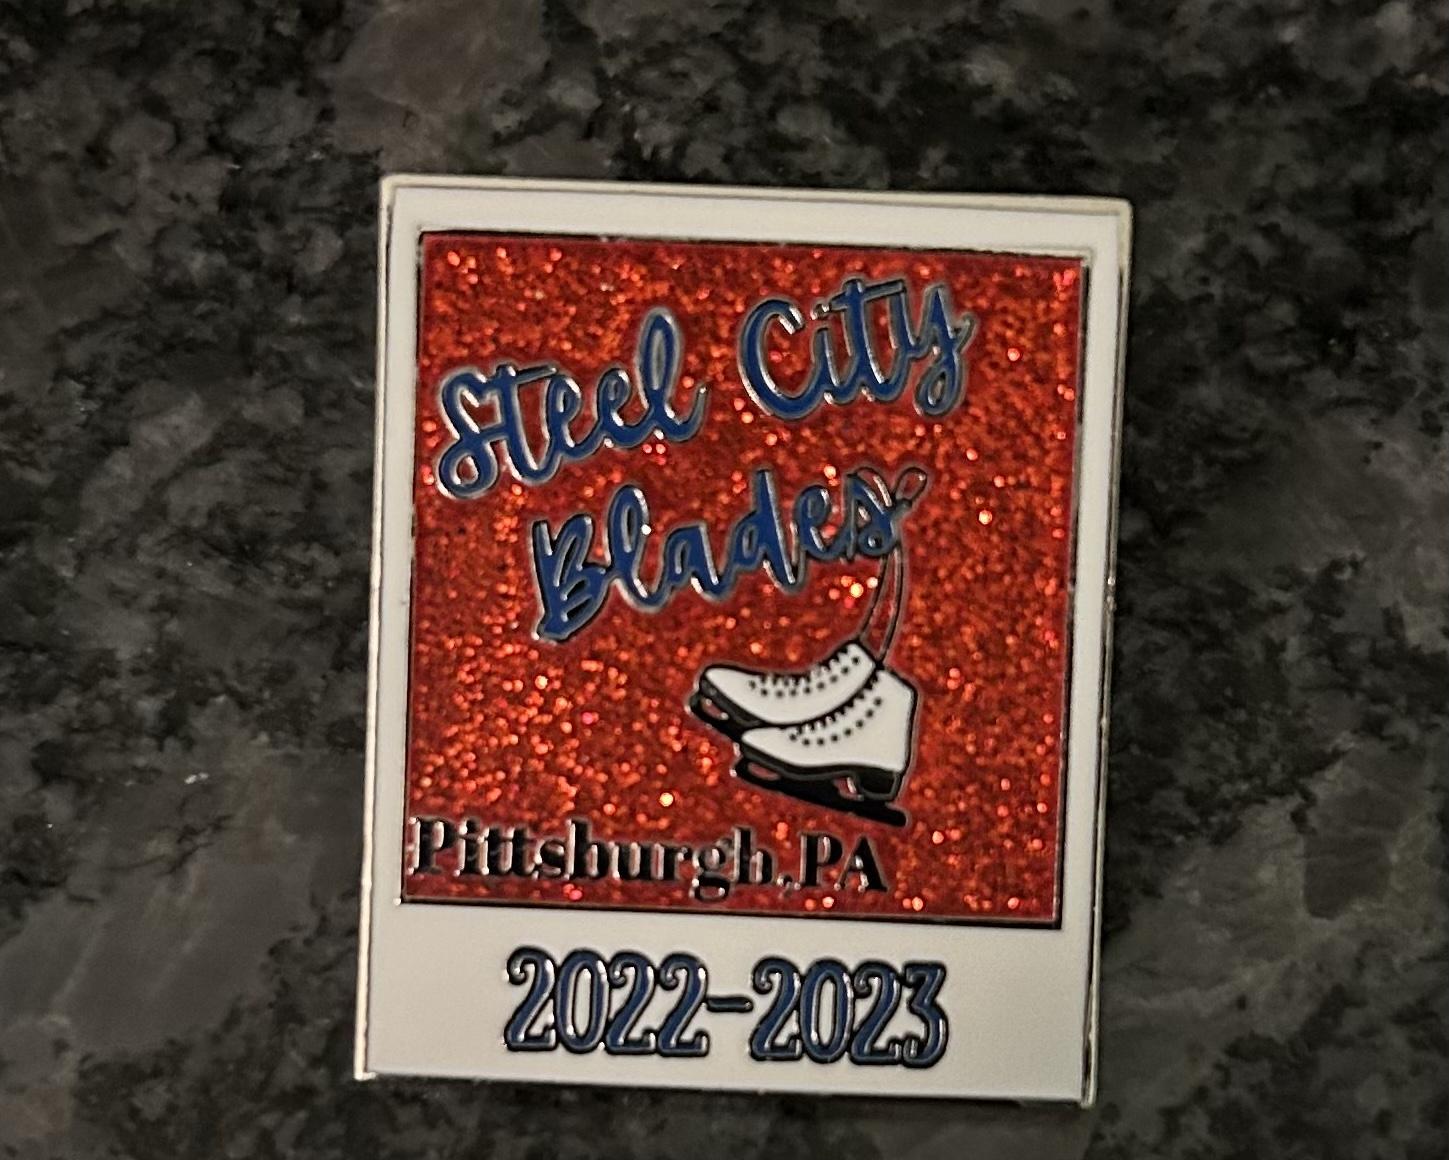 Steel City
Blades
Pittsburgh,PA
2022-2023